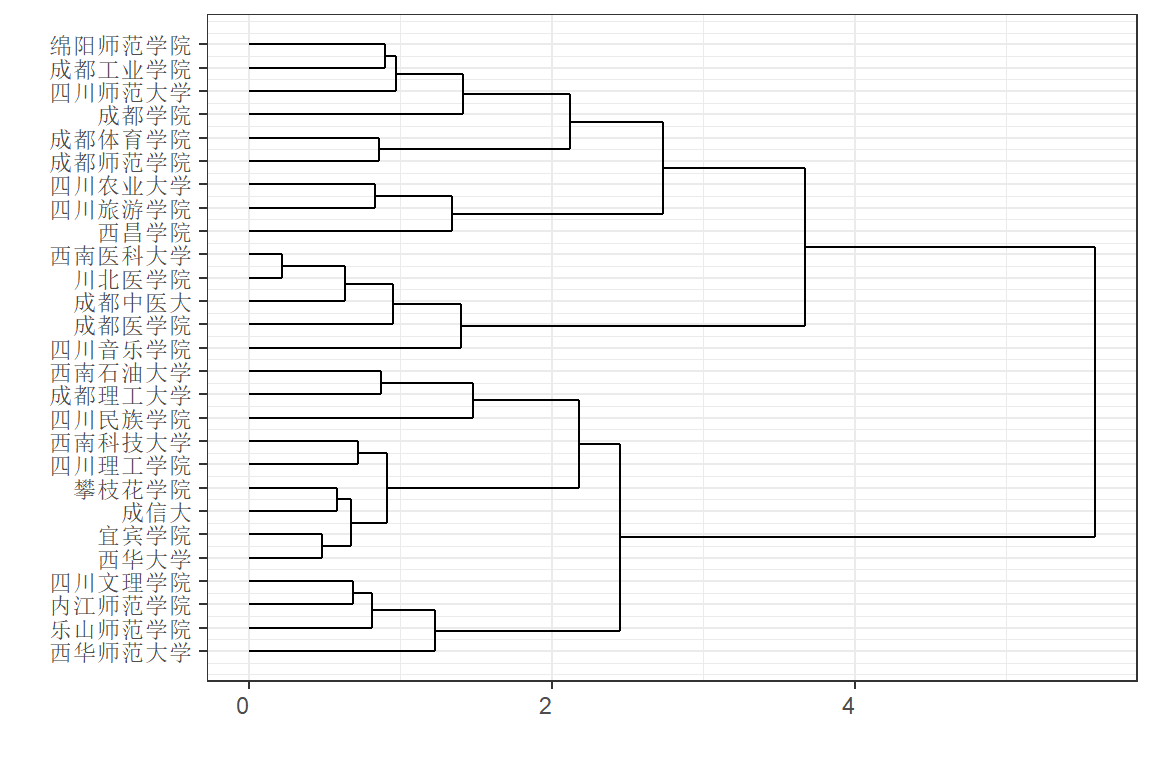 绵阳师范学院
成都工业学院
四川师范大学
成都学院
成都体育学院
成都师范学院
四川农业大学
四川旅游学院
西昌学院
西南医科大学
川北医学院
成都中医大
成都医学院
四川音乐学院
西南石油大学
成都理工大学
四川民族学院
西南科技大学
四川理工学院
攀枝花学院
成信大
宜宾学院
西华大学
四川文理学院
内江师范学院
乐山师范学院
西华师范大学
0 2 4